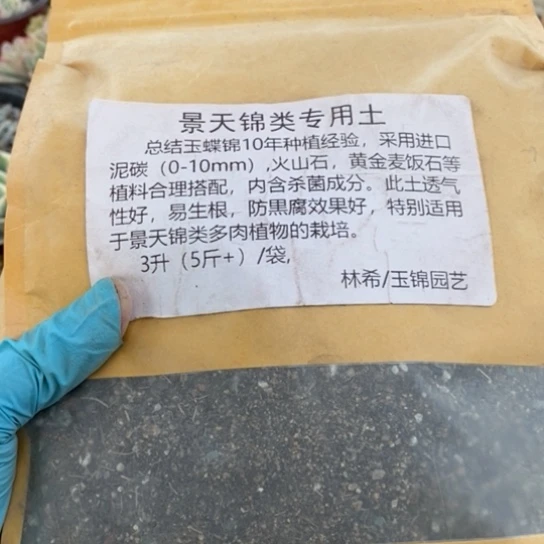 景天锦类专用土
总结玉蝶锦10年种植经验，采用进口
泥碳（0-10mm）,火山石，黄金麦饭石等
植料合理搭配，内含杀菌成分。此土透气
性好，易生根，防黒腐效果好，特别适用
于景天锦类多肉植物的栽培。
3升（5斤+）/袋,
林希/玉锦园艺